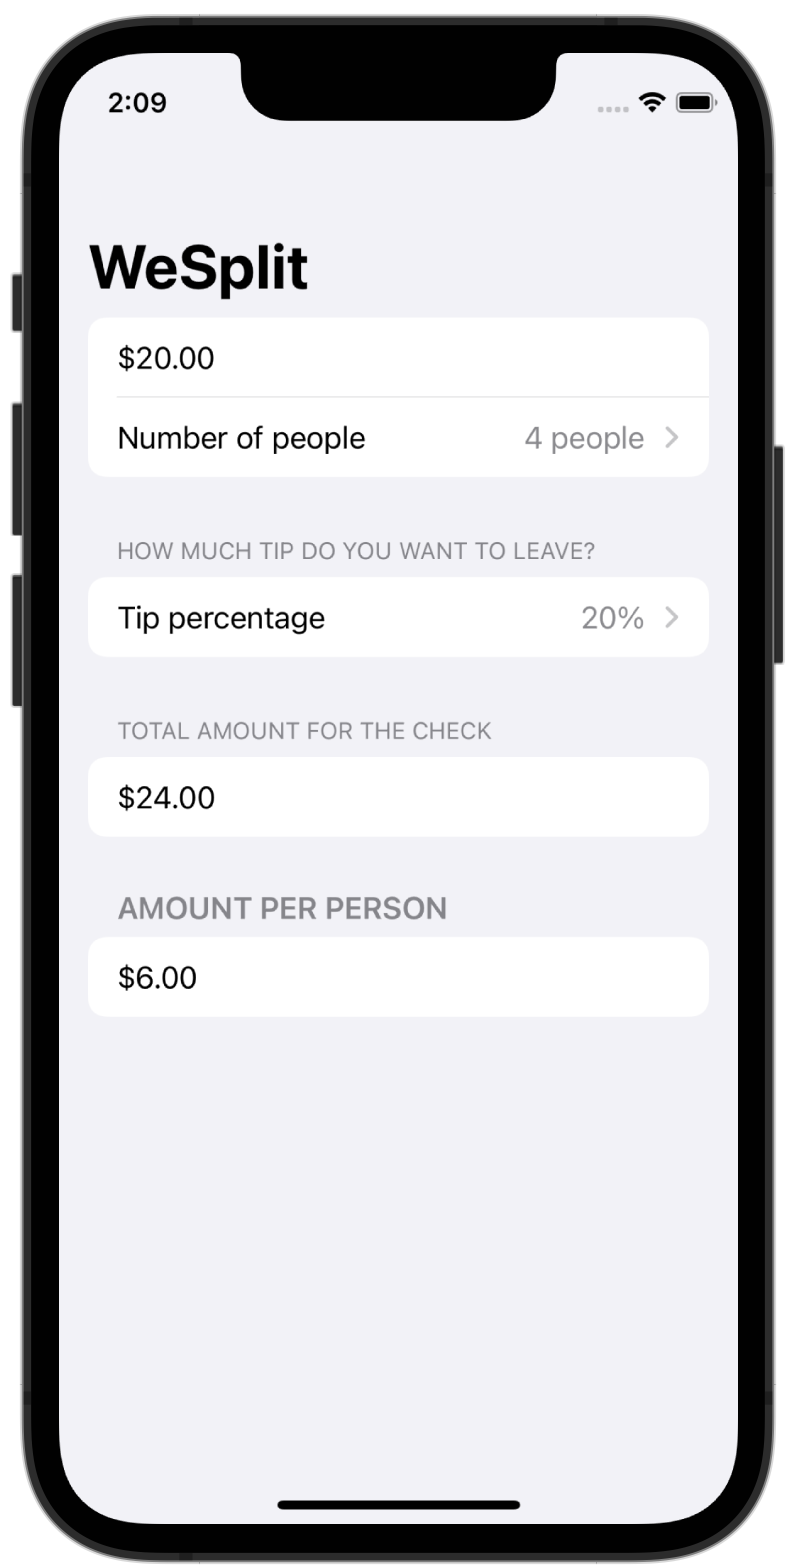 2:09
WeSplit
$20.00
Number of people 4 people
HOW MUCH TIP DO YOU WANT TO LEAVE?
Tip percentage 20%
TOTAL AMOUNT FOR THE CHECK
$24.00
AMOUNT PER PERSON
$6.00